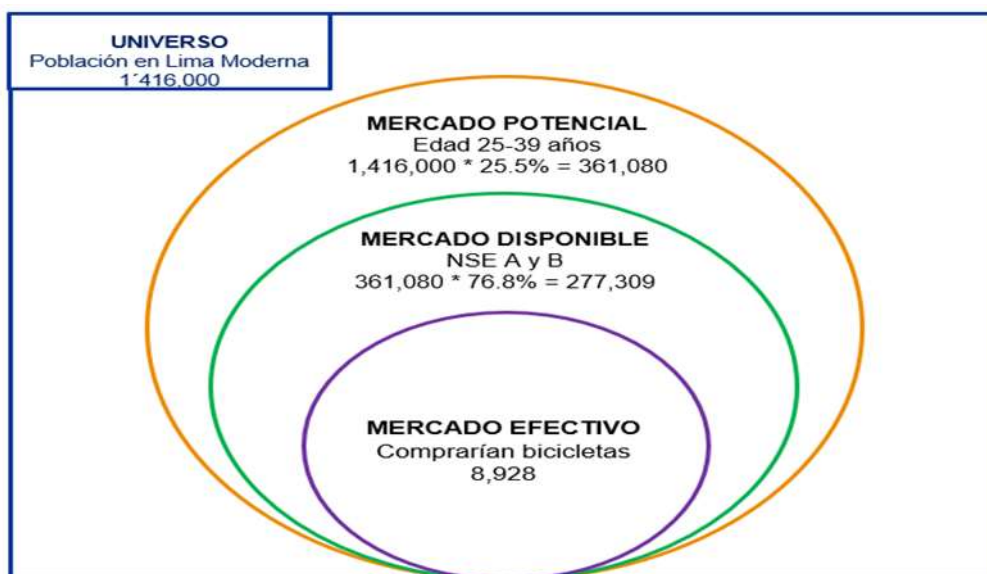 UNIVERSO
Población en Lima Moderna
1´416,000
MERCADO POTENCIAL
Edad 25-39 años
1,416,000 * 25.5% = 361,080
MERCADO DISPONIBLE
NSE A y B
361,080 * 76.8% = 277,309
MERCADO EFECTIVO
Comprarían bicicletas
8,928